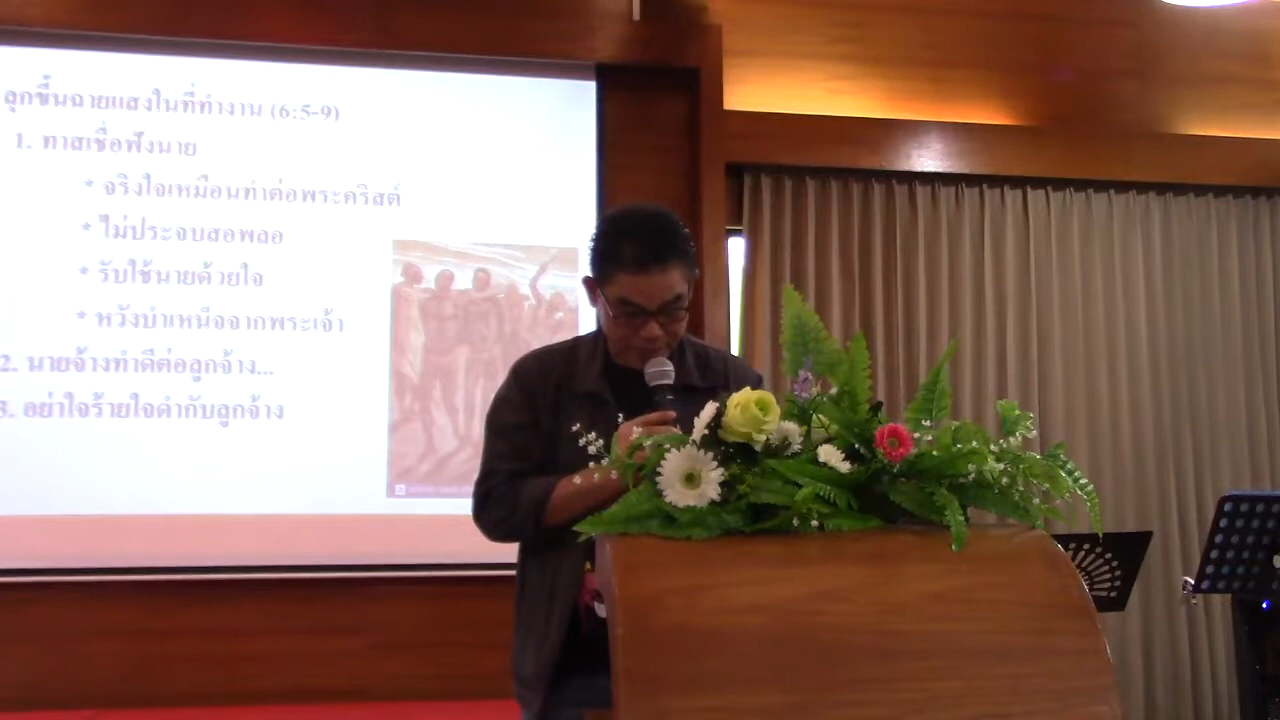 ลุกขึ้นฉายแสงในที่ทำงาน (6:5-9)
1. ทาสเชื่อฟังนาย
* จริงใจเหมือนทำต่อพระคริสต์
* ไม่ประจบสอพลอ
* รับใช้นายด้วยใจ
* หวังบำเหน็จจากพระเจ้า
2. นายจ้างทำดีต่อลูกจ้าง...
3. อย่าใจร้ายใจดำกับลูกจ้าง